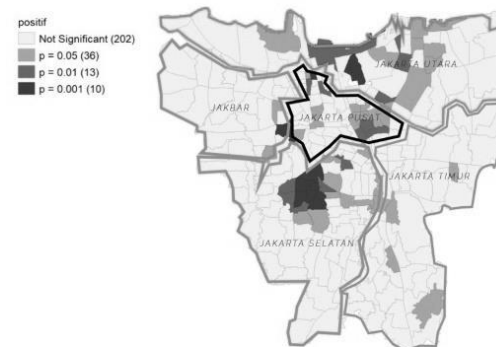 positif
Not Significant (202)
p = 0.05 (36)
p = 0.01 (13)
p = 0.001 (10)
JAKARTA UTARA
JAKBAR
JAKARTA PUSAT
JAKARTA TIMUR
JAKARTA SELATAN